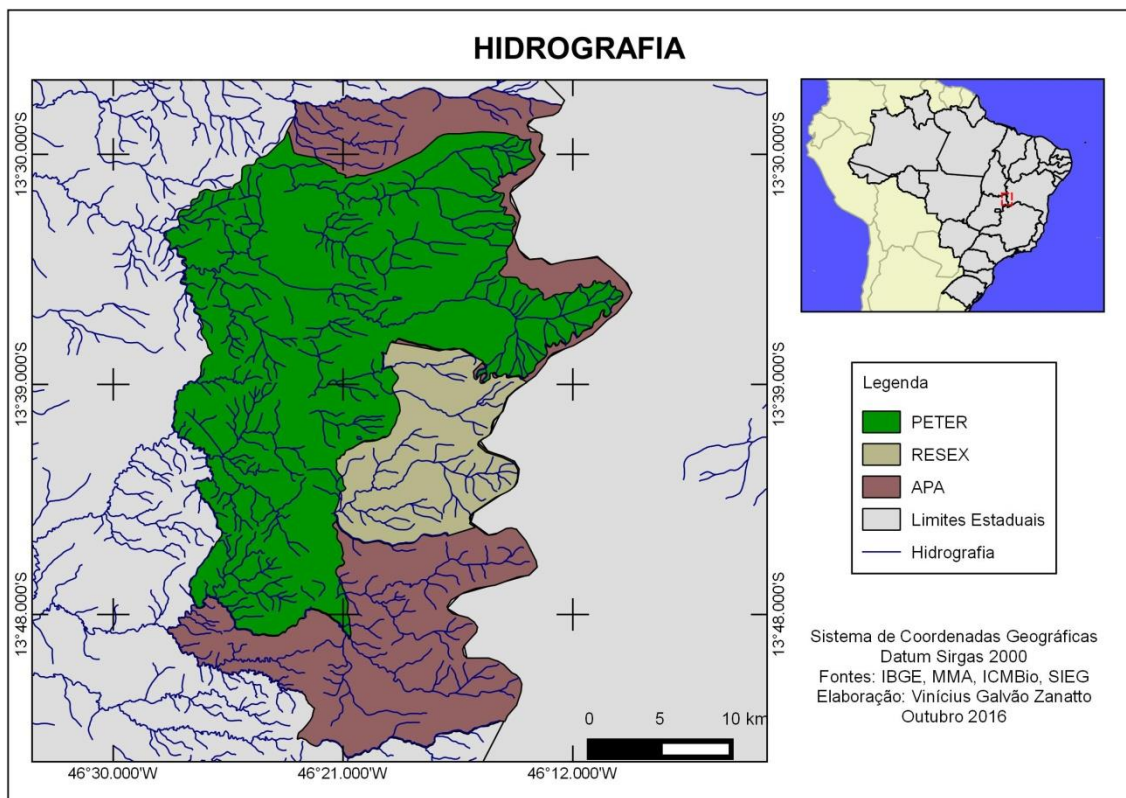 HIDROGRAFIA
13°30.000'S
13°39.000'S
13°48.000'S
13°30.000'S
13°39.000'S
13°48.000'S
0 5 10 km
46°30.000'W 46°21.000'W 46°12.000'W
Legenda
PETER
RESEX
APA
Limites Estaduais
Hidrografia
Sistema de Coordenadas Geográficas
Datum Sirgas 2000
Fontes: IBGE, MMA, ICMBio, SIEG
Elaboração: Vinícius Galvão Zanatto
Outubro 2016